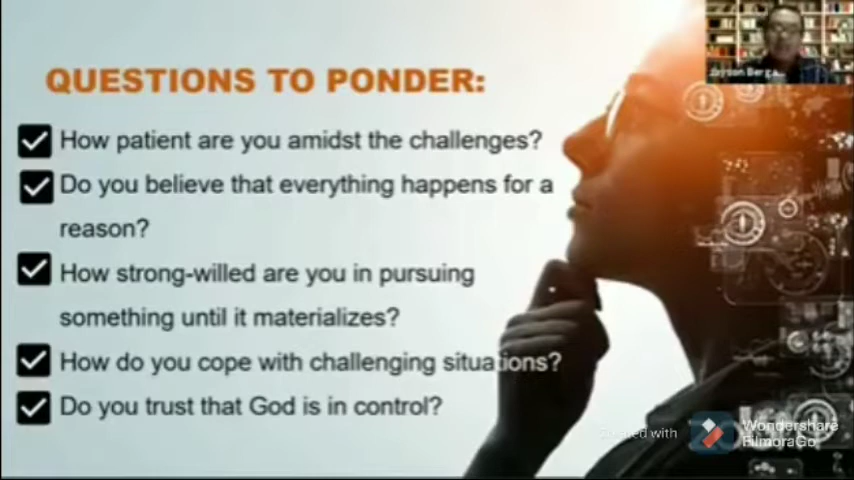 QUESTIONS TO PONDER:
How patient are you amidst the challenges?
Do you believe that everything happens for a
reason?
How strong-willed are you in pursuing
something until it materializes?
How do you cope with challenging situations?
Do you trust that God is in control?
Created with
Wondershare
FilmoraGo